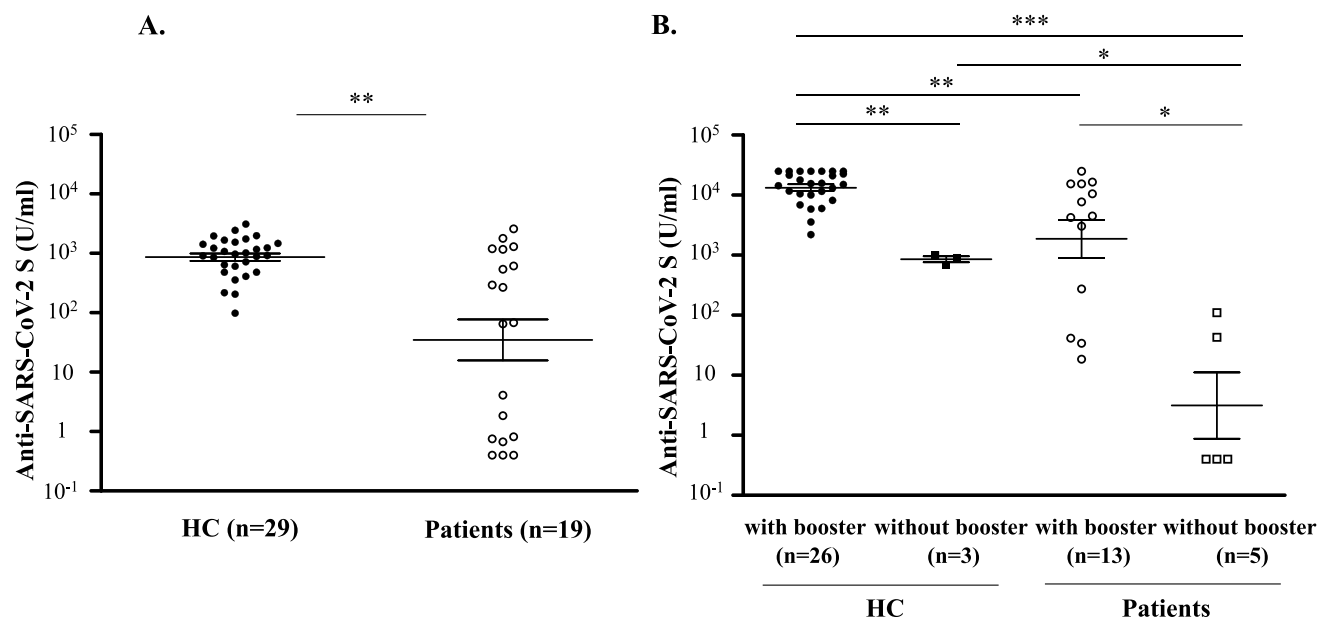 A.
**
Anti-SARS-CoV-2 S (U/ml)
10^5
10^4
10^3
10^2
10
1
10^-1
HC (n=29)
Patients (n=19)
B.
***
*
**
**
*
Anti-SARS-CoV-2 S (U/ml)
10^5
10^4
10^3
10^2
10
1
10^-1
with booster without booster with booster without booster
(n=26) (n=3) (n=13) (n=5)
HC Patients